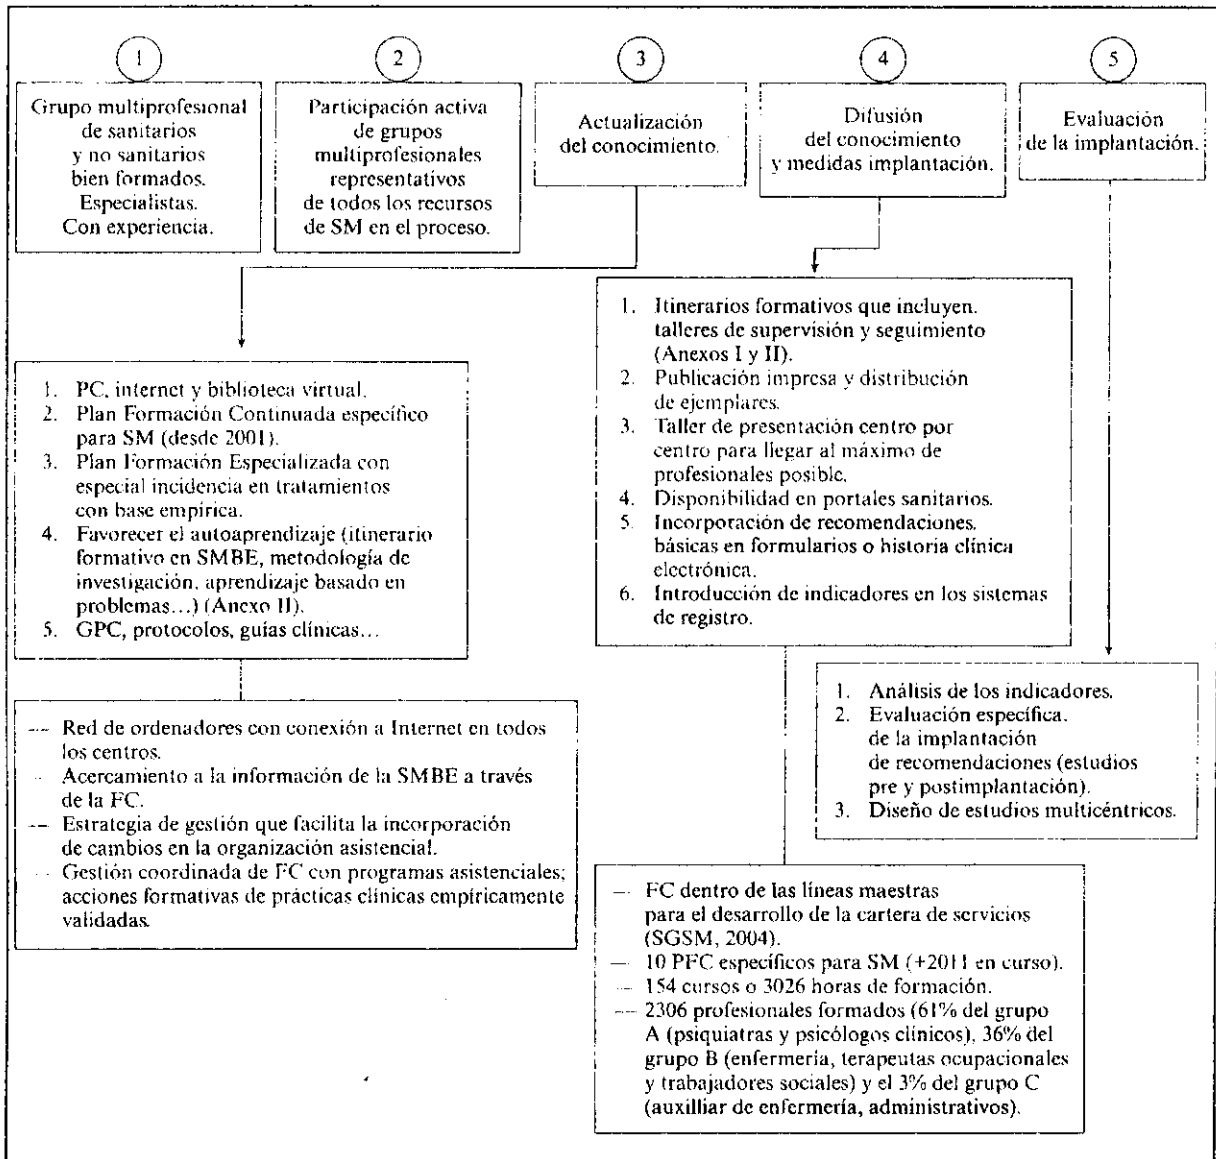 1
Grupo multiprofesional
de sanitarios
y no sanitarios
bien formados.
Especialistas.
Con experiencia.
2
Participación activa
de grupos
multiprofesionales
representativos
de todos los recursos
de SM en el proceso.
3
Actualización
del conocimiento.
4
Difusión
del conocimiento
y medidas implantación.
5
Evaluación
de la implantación.
1. PC, internet y biblioteca virtual.
2. Plan Formación Continuada específico
para SM (desde 2001).
3. Plan Formación Especializada con
especial incidencia en tratamientos
con base empírica.
4. Favorecer el autoaprendizaje (itinerario
formativo en SMBE, metodología de
investigación, aprendizaje basado en
problemas...) (Anexo II).
5. GPC, protocolos, guías clínicas...
— Red de ordenadores con conexión a Internet en todos
los centros.
— Acercamiento a la información de la SMBE a través
de la FC.
— Estrategia de gestión que facilita la incorporación
de cambios en la organización asistencial.
— Gestión coordinada de FC con programas asistenciales;
acciones formativas de prácticas clínicas empíricamente
validadas.
1. Itinerarios formativos que incluyen.
talleres de supervisión y seguimiento
(Anexos I y II).
2. Publicación impresa y distribución
de ejemplares.
3. Taller de presentación centro por
centro para llegar al máximo de
profesionales posible.
4. Disponibilidad en portales sanitarios.
5. Incorporación de recomendaciones.
básicas en formularios o historia clínica
electrónica.
6. Introducción de indicadores en los sistemas
de registro.
1. Análisis de los indicadores.
2. Evaluación específica.
de la implantación
de recomendaciones (estudios
pre y postimplantación).
3. Diseño de estudios multicéntricos.
— FC dentro de las líneas maestras
para el desarrollo de la cartera de servicios
(SGSM, 2004).
— 10 PFC específicos para SM (+2011 en curso).
— 154 cursos o 3026 horas de formación.
— 2306 profesionales formados (61% del grupo
A (psiquiatras y psicólogos clínicos), 36% del
grupo B (enfermería, terapeutas ocupacionales
y trabajadores sociales) y el 3% del grupo C
(auxilliar de enfermería, administrativos).